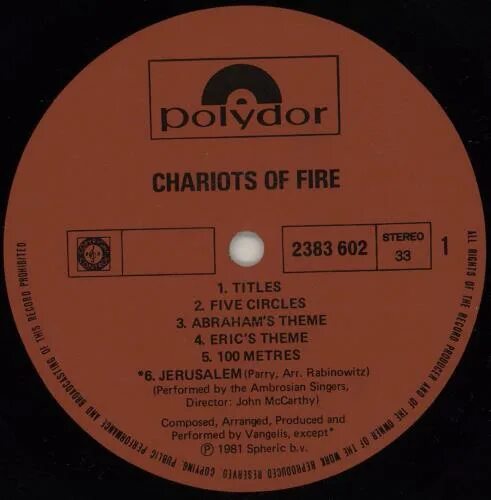 polydor
CHARIOTS OF FIRE
2383 602
STEREO
33
1
1. TITLES
2. FIVE CIRCLES
3. ABRAHAM'S THEME
4. ERIC'S THEME
5. 100 METRES
*6. JERUSALEM (Parry, Arr. Rabinowitz)
(Performed by the Ambrosian Singers,
Director: John McCarthy)
Composed, Arranged, Produced and
Performed by Vangelis, except*
Ⓟ 1981 Spheric b.v.
ALL RIGHTS OF THE RECORD PRODUCER AND OF THE OWNER OF THE WORK REPRODUCED RESERVED. COPYING, PUBLIC PERFORMANCE AND BROADCASTING OF THIS RECORD PROHIBITED